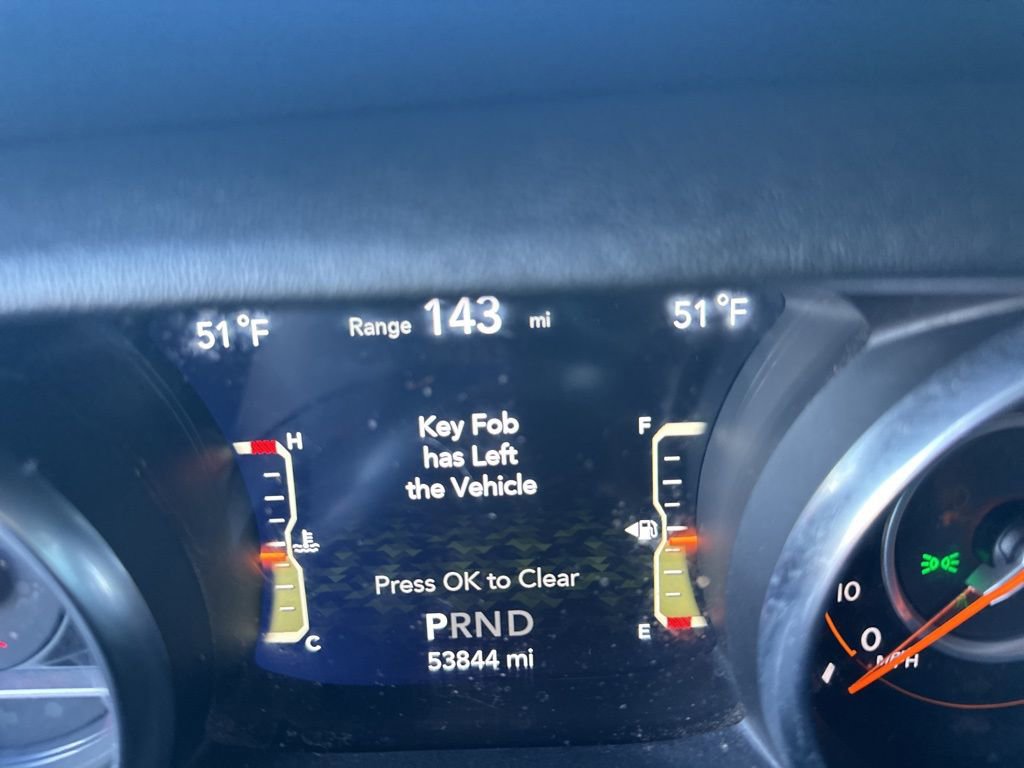 51 °F Range 143 mi 51 °F
Key Fob
has Left
the Vehicle
H
F
Press OK to Clear
PRND
C
E
53844 mi
10
0
MPH